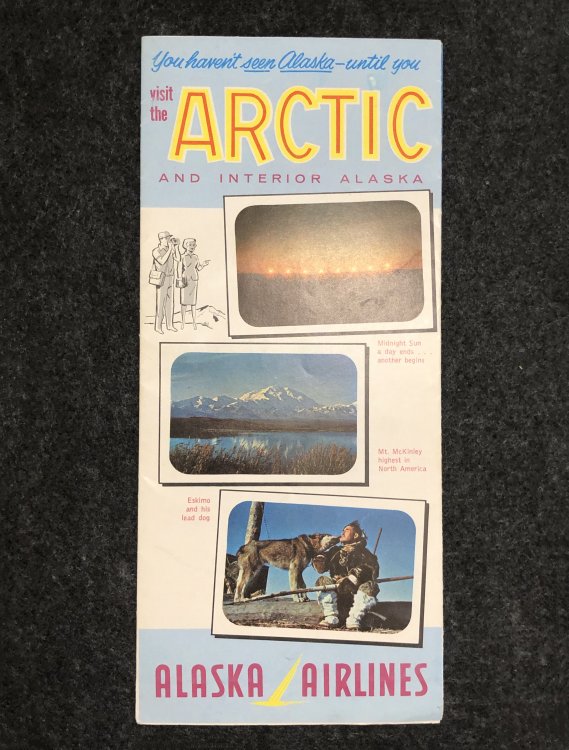 You haven't seen Alaska—until you
visit
the
ARCTIC
AND INTERIOR ALASKA
Midnight Sun
a day ends . . .
another begins
Mt. McKinley
highest in
North America
Eskimo
and his
lead dog
ALASKA AIRLINES